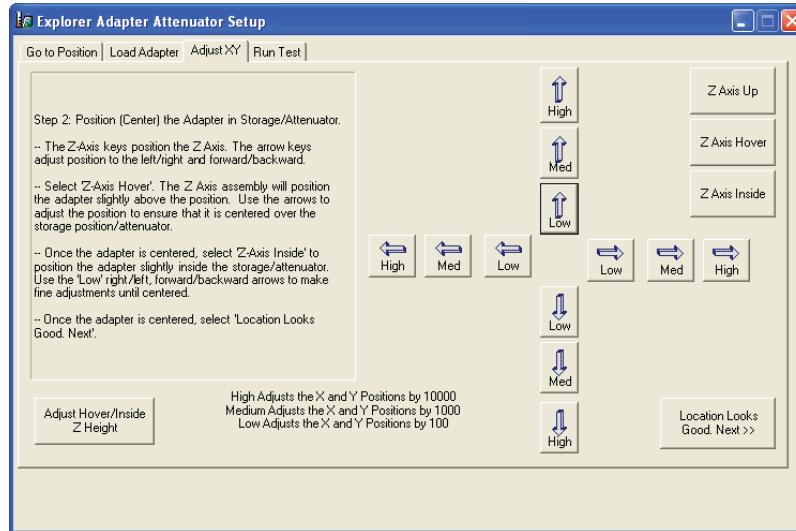 Explorer Adapter Attenuator Setup
Go to Position Load Adapter Adjust XY Run Test
Step 2: Position (Center) the Adapter in Storage/Attenuator.
-- The Z-Axis keys position the Z Axis. The arrow keys
adjust position to the left/right and forward/backward.
-- Select 'Z-Axis Hover'. The Z Axis assembly will position
the adapter slightly above the position. Use the arrows to
adjust the position to ensure that it is centered over the
storage position/attenuator.
-- Once the adapter is centered, select 'Z-Axis Inside' to
position the adapter slightly inside the storage/attenuator.
Use the 'Low' right/left, forward/backward arrows to make
fine adjustments until centered.
-- Once the adapter is centered, select 'Location Looks
Good. Next'.
High
Med
Low
High Med Low
Low Med High
Low
Med
High
Z Axis Up
Z Axis Hover
Z Axis Inside
Adjust Hover/Inside
Z Height
High Adjusts the X and Y Positions by 10000
Medium Adjusts the X and Y Positions by 1000
Low Adjusts the X and Y Positions by 100
Location Looks
Good. Next >>